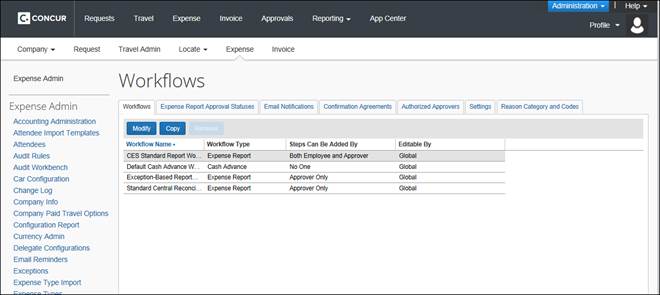 Administration ▾ | Help ▾
C. CONCUR Requests Travel Expense Invoice Approvals Reporting ▾ App Center
Profile ▾
Company ▾ Request Travel Admin Locate ▾ Expense Invoice
Expense Admin
Workflows
Workflows Expense Report Approval Statuses Email Notifications Confirmation Agreements Authorized Approvers Settings Reason Category and Codes
Modify Copy Remove
Workflow Name ▴ Workflow Type Steps Can Be Added By Editable By
CES Standard Report Wo... Expense Report Both Employee and Approver Global
Default Cash Advance W... Cash Advance No One Global
Exception-Based Report... Expense Report Approver Only Global
Standard Central Reconci... Expense Report Approver Only Global
Expense Admin
Accounting Administration
Attendee Import Templates
Attendees
Audit Rules
Audit Workbench
Car Configuration
Change Log
Company Info
Company Paid Travel Options
Configuration Report
Currency Admin
Delegate Configurations
Email Reminders
Exceptions
Expense Type Import
Expense Types